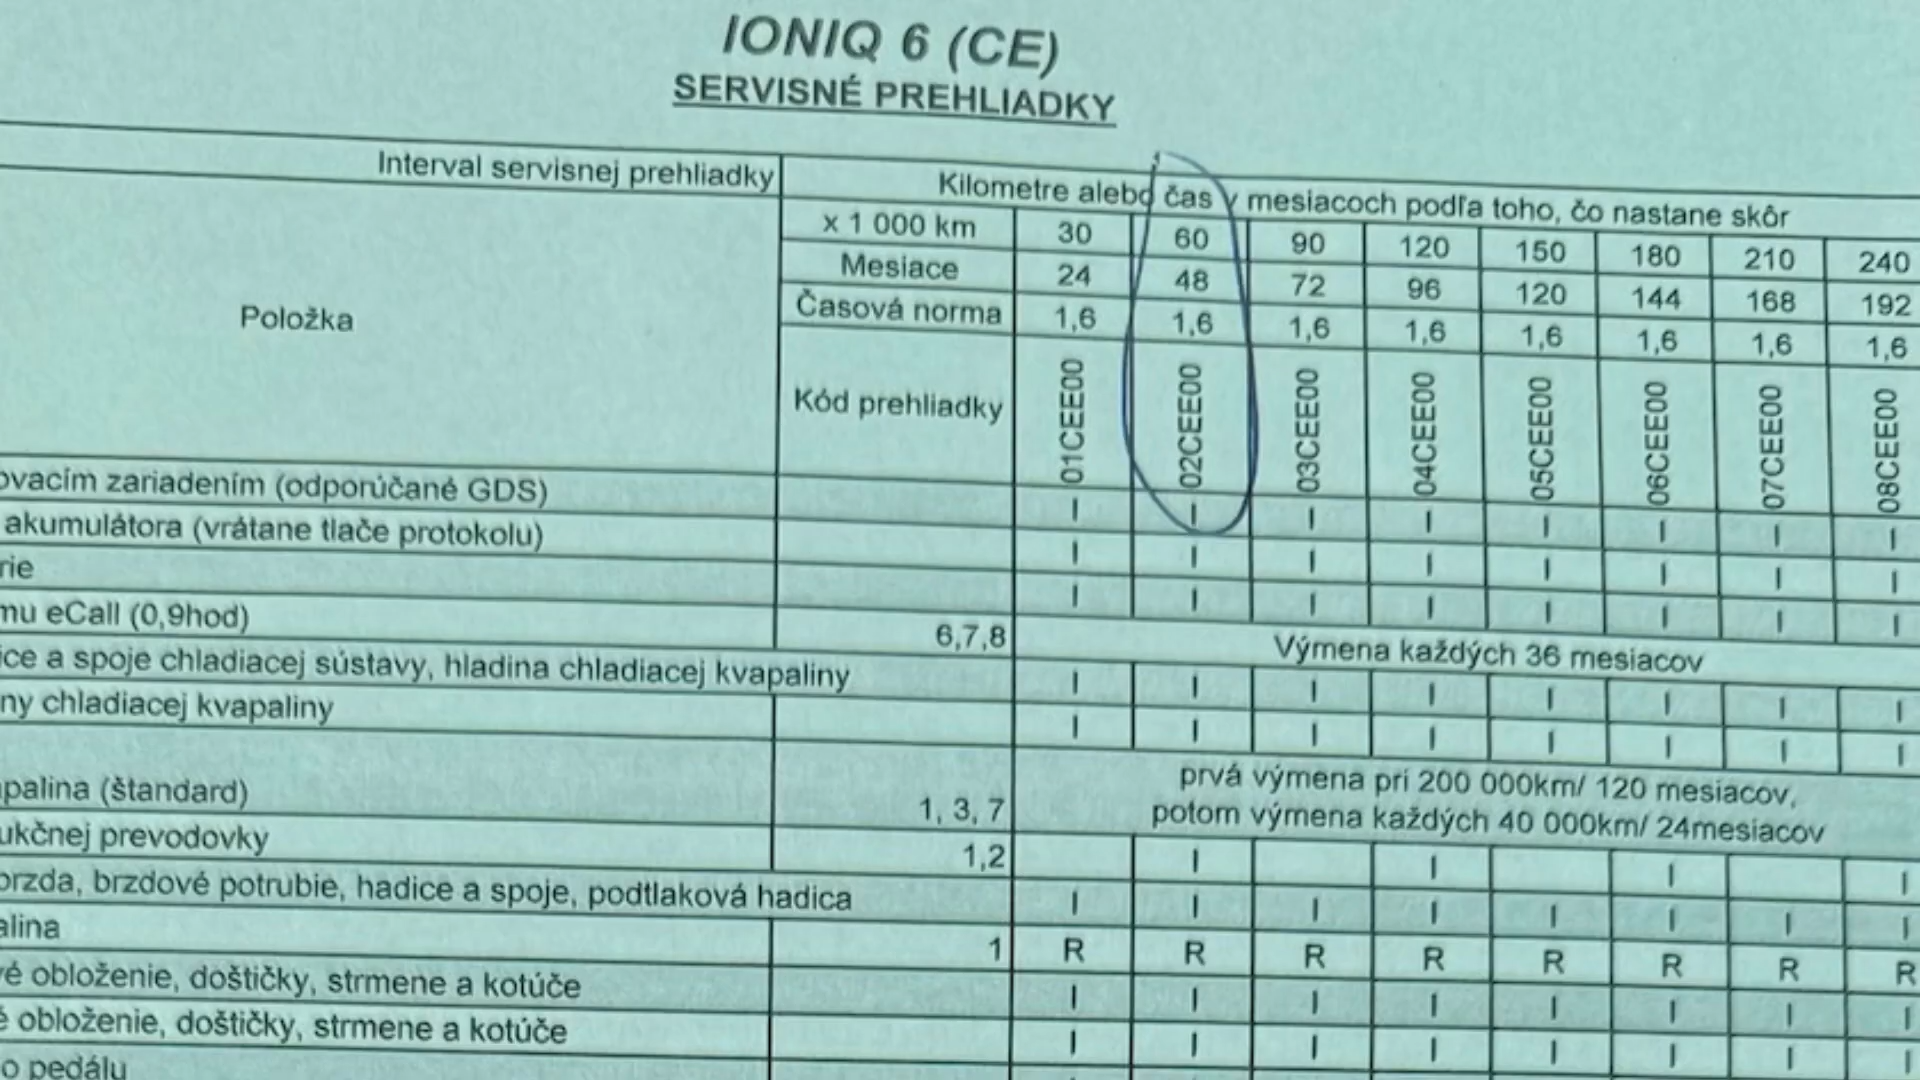 IONIQ 6 (CE)
SERVISNÉ PREHLIADKY
Interval servisnej prehliadky Kilometre alebo čas v mesiacoch podľa toho, čo nastane skôr
Položka
x 1 000 km 30 60 90 120 150 180 210 240
Mesiace 24 48 72 96 120 144 168 192
Časová norma 1,6 1,6 1,6 1,6 1,6 1,6 1,6 1,6
Kód prehliadky 01CEE00 02CEE00 03CEE00 04CEE00 05CEE00 06CEE00 07CEE00 08CEE00
ovacím zariadením (odporúčané GDS) I I I I I I I I
akumulátora (vrátane tlače protokolu) I I I I I I I I
rie I I I I I I I I
mu eCall (0,9hod) 6,7,8 Výmena každých 36 mesiacov
ice a spoje chladiacej sústavy, hladina chladiacej kvapaliny I I I I I I I I
ny chladiacej kvapaliny I I I I I I I I
palina (štandard) 1, 3, 7 prvá výmena pri 200 000km/ 120 mesiacov,
potom výmena každých 40 000km/ 24mesiacov
ukčnej prevodovky 1,2 I I I I
brzda, brzdové potrubie, hadice a spoje, podtlaková hadica I I I I I I I I
alina 1 R R R R R R R R
vé obloženie, doštičky, strmene a kotúče I I I I I I I I
é obloženie, doštičky, strmene a kotúče I I I I I I I I
o pedálu